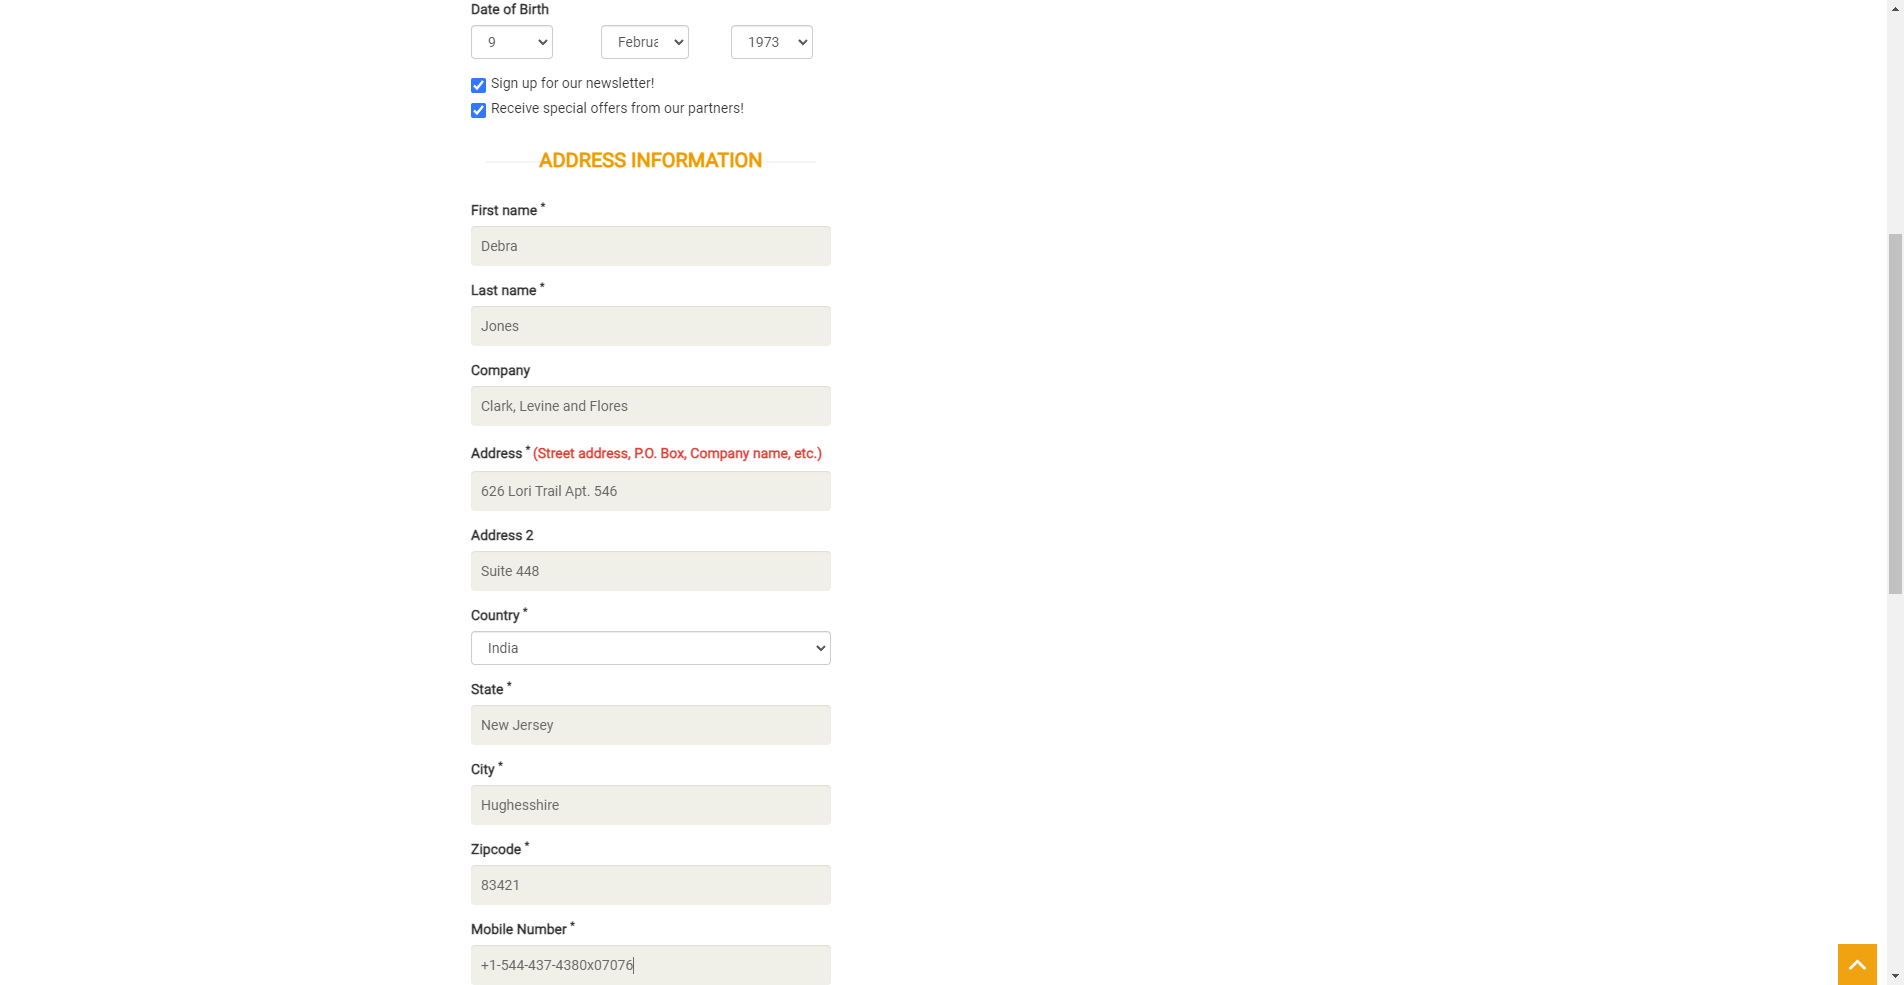 Date of Birth
9 Februa 1973
Sign up for our newsletter!
Receive special offers from our partners!
ADDRESS INFORMATION
First name *
Debra
Last name *
Jones
Company
Clark, Levine and Flores
Address * (Street address, P.O. Box, Company name, etc.)
626 Lori Trail Apt. 546
Address 2
Suite 448
Country *
India
State *
New Jersey
City *
Hughesshire
Zipcode *
83421
Mobile Number *
+1-544-437-4380x07076